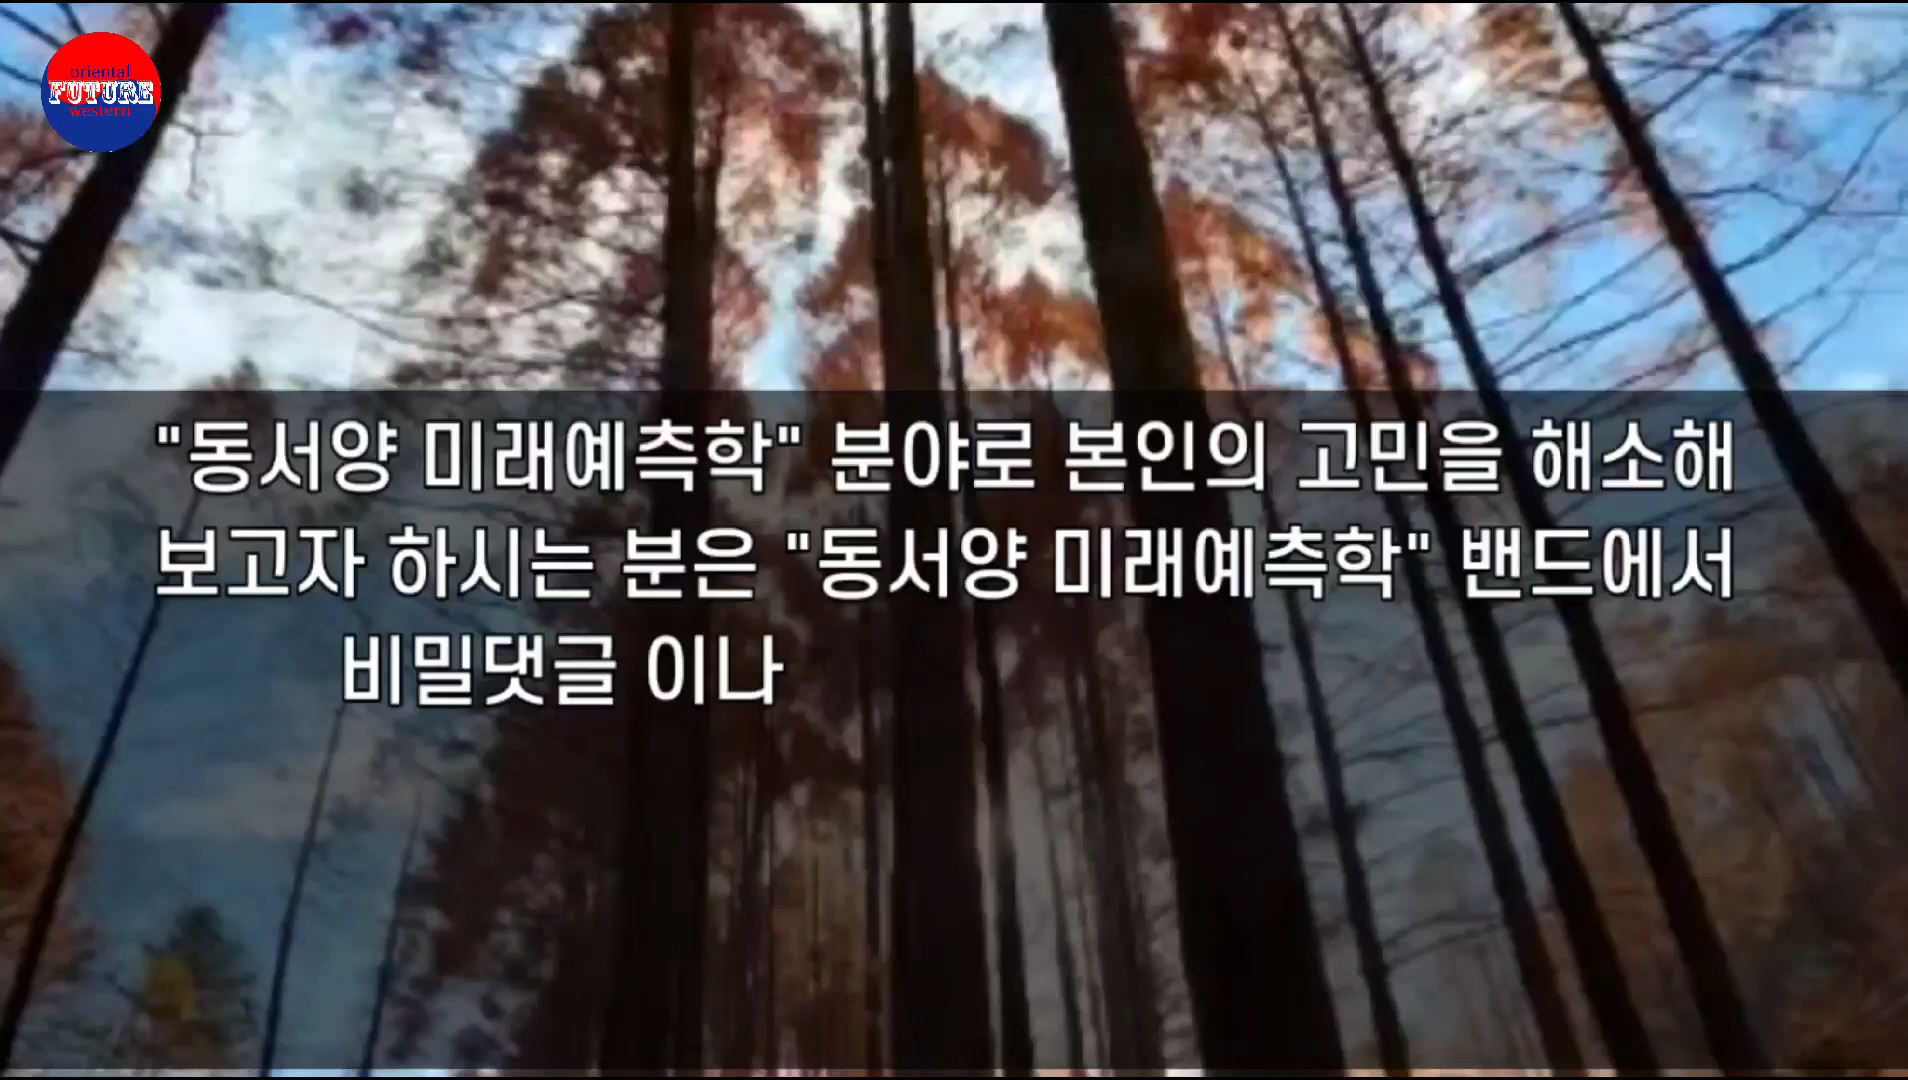 oriental
FUTURE
western
"동서양 미래예측학" 분야로 본인의 고민을 해소해
보고자 하시는 분은 "동서양 미래예측학" 밴드에서
비밀댓글 이나